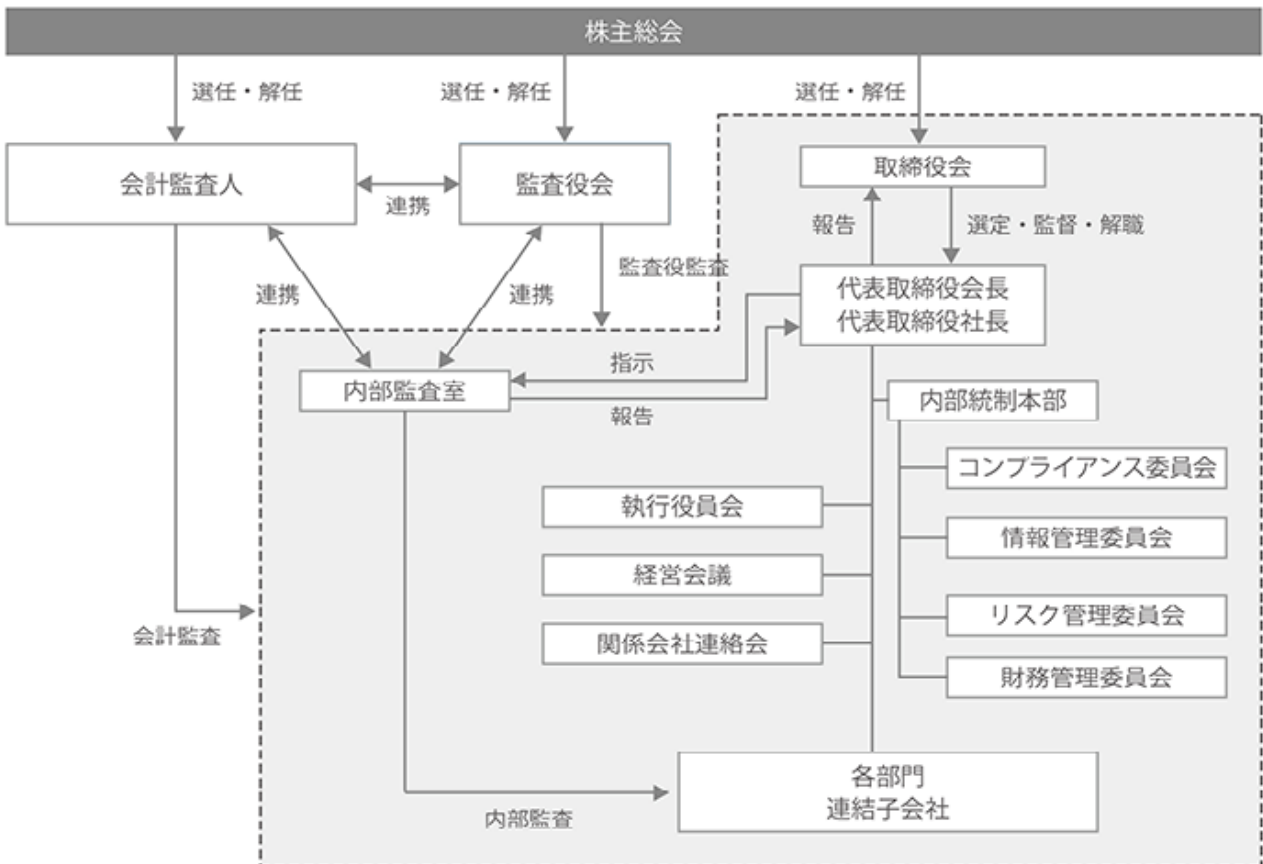 株主総会
選任・解任
選任・解任
選任・解任
会計監査人
連携
監査役会
取締役会
報告
選定・監督・解職
監査役監査
連携
連携
代表取締役会長
代表取締役社長
指示
内部監査室
報告
内部統制本部
コンプライアンス委員会
執行役員会
情報管理委員会
経営会議
リスク管理委員会
会計監査
関係会社連絡会
財務管理委員会
各部門
連結子会社
内部監査